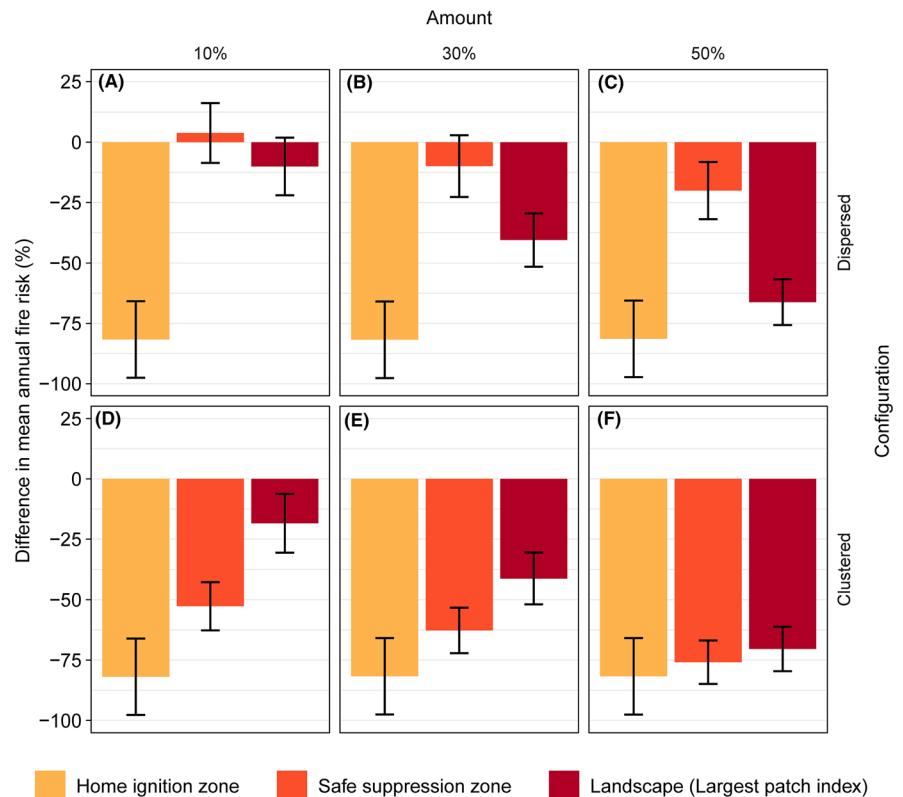 Amount
10% 30% 50%
Difference in mean annual fire risk (%)
Configuration
(A) (B) (C)
25
0
−25
−50
−75
−100
Dispersed
(D) (E) (F)
25
0
−25
−50
−75
−100
Clustered
Home ignition zone Safe suppression zone Landscape (Largest patch index)